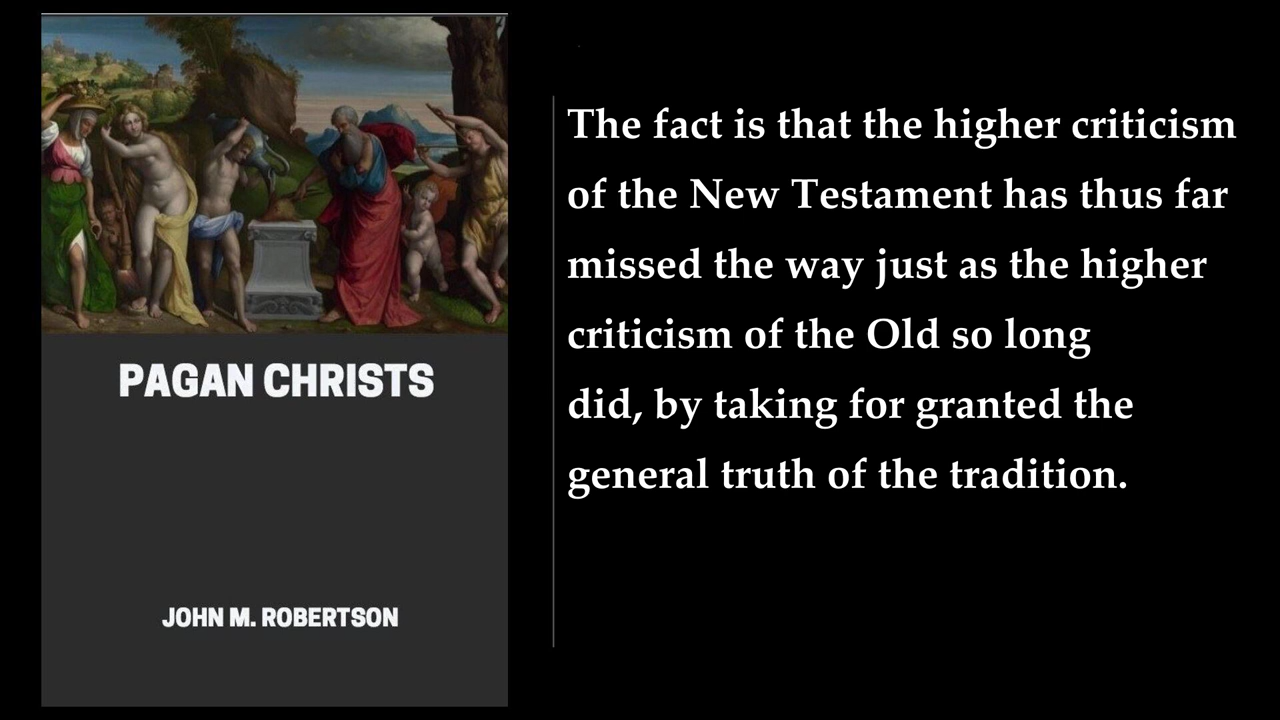 PAGAN CHRISTS
JOHN M. ROBERTSON
The fact is that the higher criticism
of the New Testament has thus far
missed the way just as the higher
criticism of the Old so long
did, by taking for granted the
general truth of the tradition.